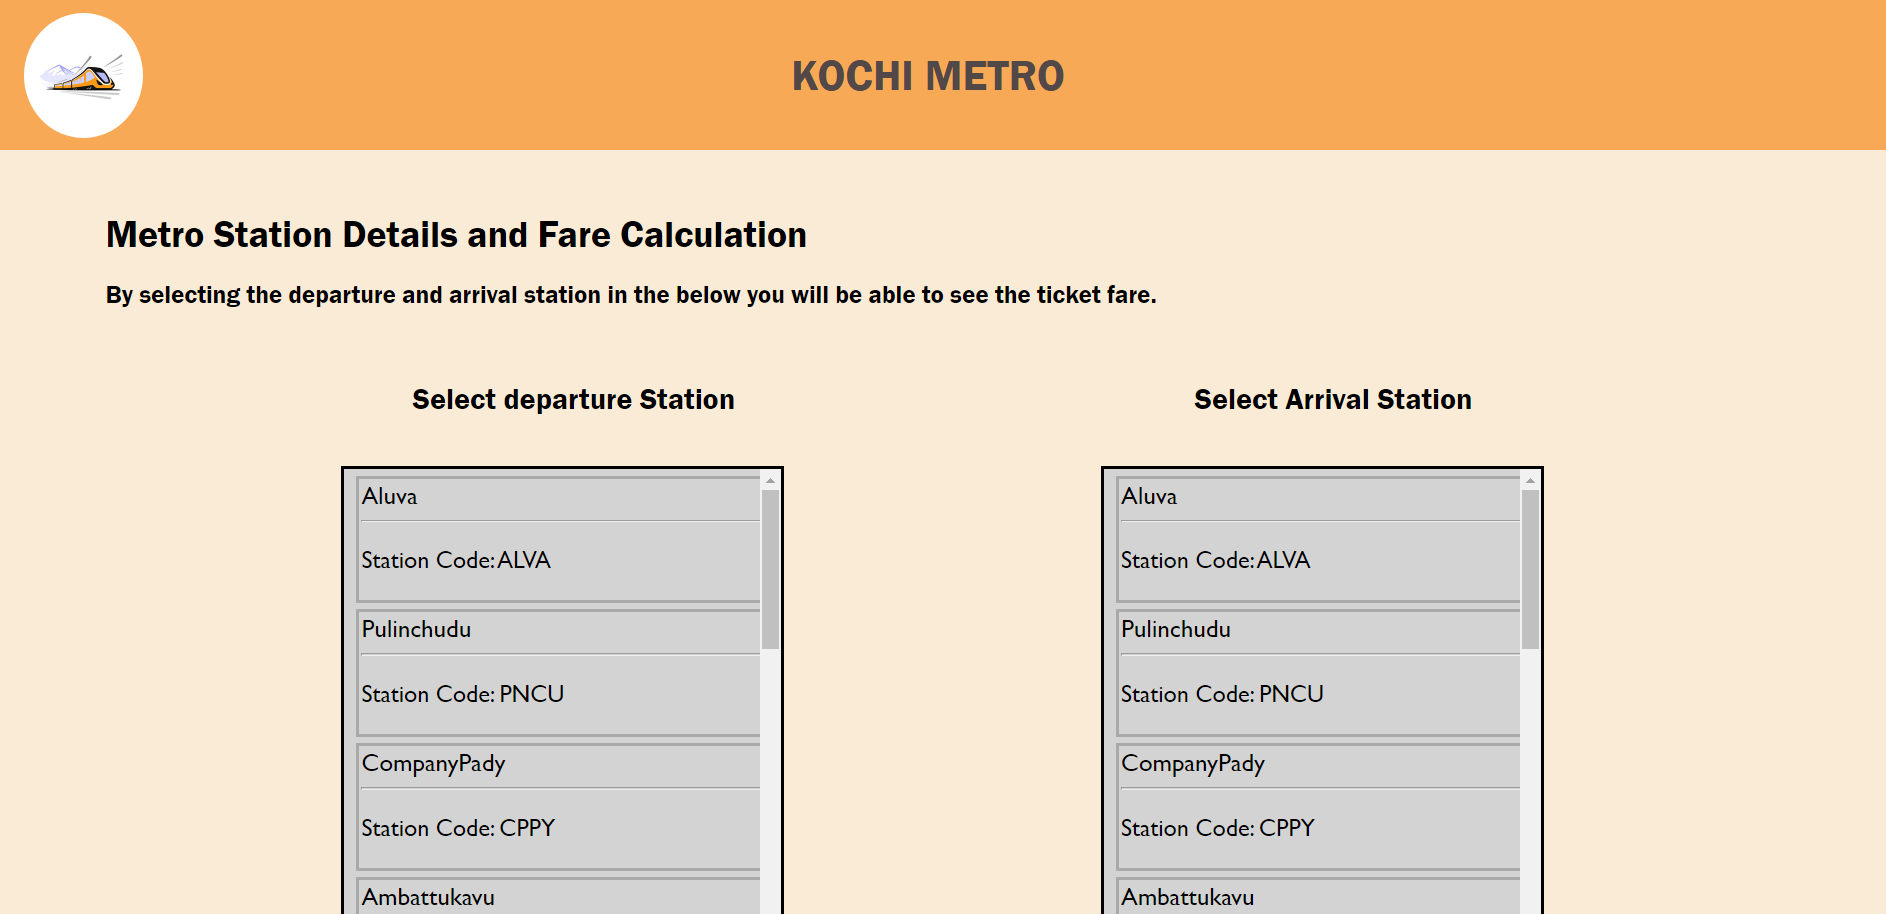 KOCHI METRO
Metro Station Details and Fare Calculation
By selecting the departure and arrival station in the below you will be able to see the ticket fare.
Select departure Station
Aluva
Station Code: ALVA
Pulinchudu
Station Code: PNCU
CompanyPady
Station Code: CPPY
Ambattukavu
Select Arrival Station
Aluva
Station Code: ALVA
Pulinchudu
Station Code: PNCU
CompanyPady
Station Code: CPPY
Ambattukavu